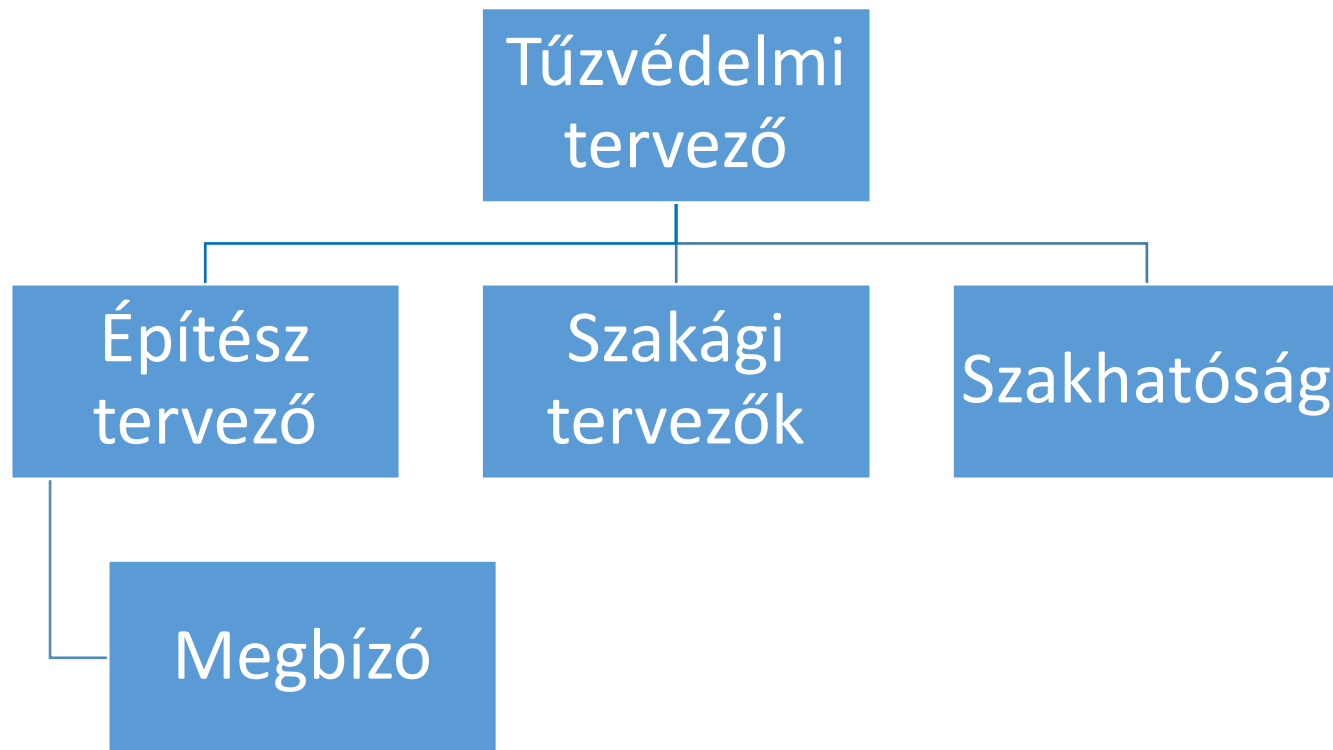 Tűzvédelmi
tervező
Építész
tervező
Szakági
tervezők
Szakhatóság
Megbízó